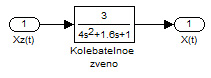 1
Xz(t)
3
4s²+1.6s+1
Kolebatelnoe
zveno
1
X(t)